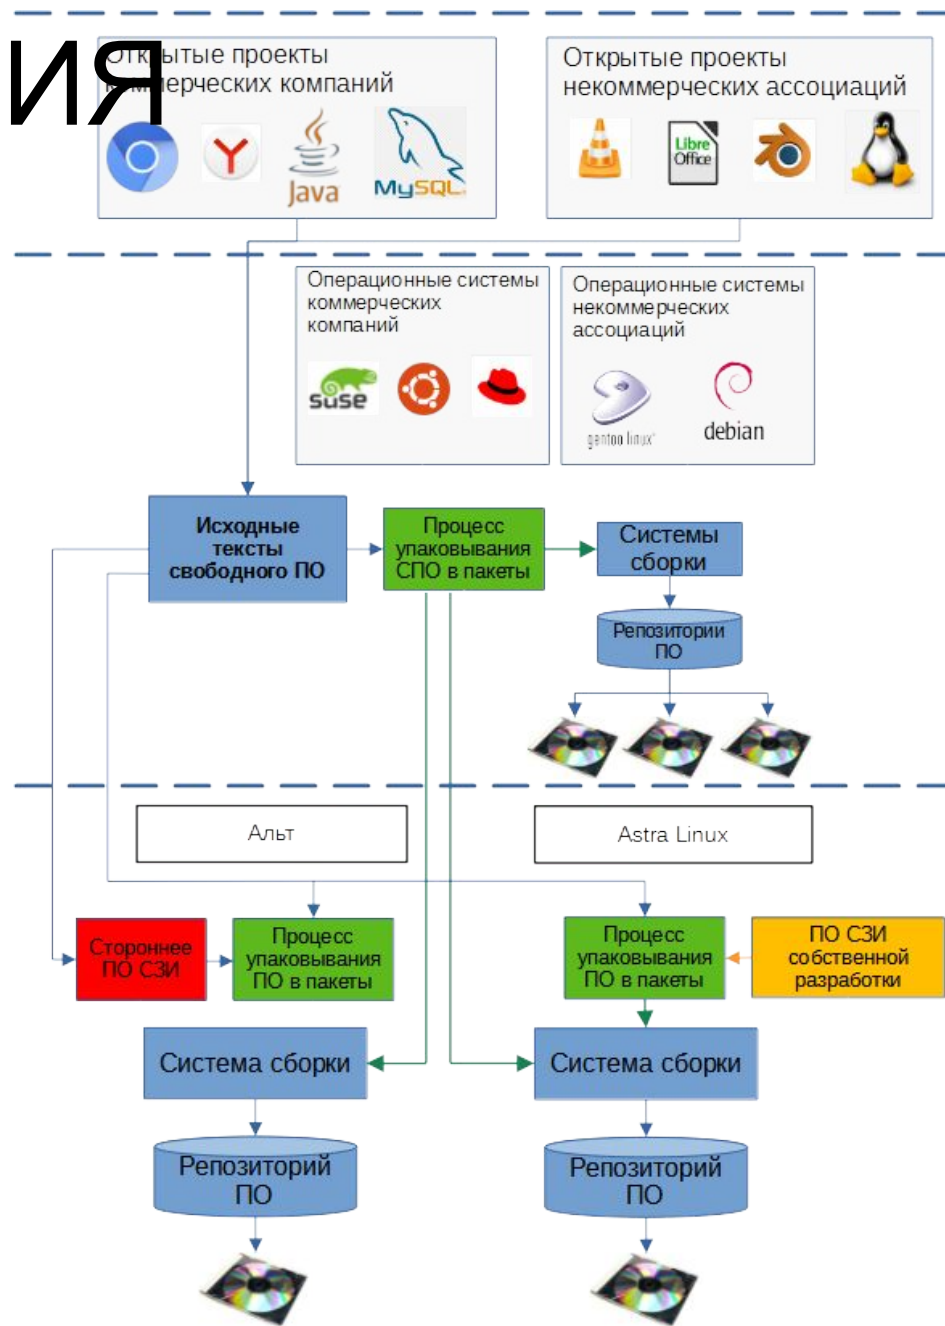 ИЯ
Открытые проекты
коммерческих компаний
Java
MySQL
Открытые проекты
некоммерческих ассоциаций
Libre
Office
Операционные системы
коммерческих
компаний
suse
Операционные системы
некоммерческих
ассоциаций
gentoo linux
debian
Исходные
тексты
свободного ПО
Процесс
упаковывания
СПО в пакеты
Системы
сборки
Репозитории
ПО
Альт
Astra Linux
Стороннее
ПО СЗИ
Процесс
упаковывания
ПО в пакеты
Процесс
упаковывания
ПО в пакеты
ПО СЗИ
собственной
разработки
Система сборки
Система сборки
Репозиторий
ПО
Репозиторий
ПО